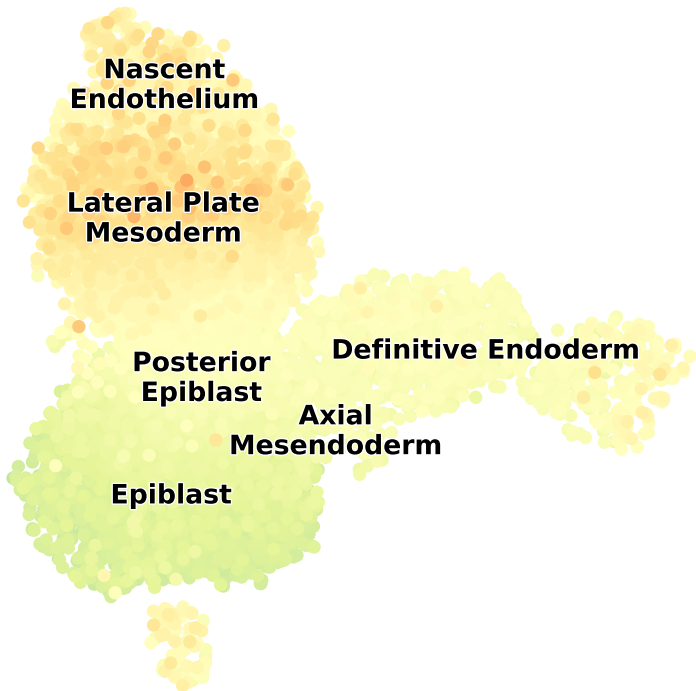 Nascent
Endothelium
Lateral Plate
Mesoderm
Posterior
Epiblast
Definitive Endoderm
Axial
Mesendoderm
Epiblast